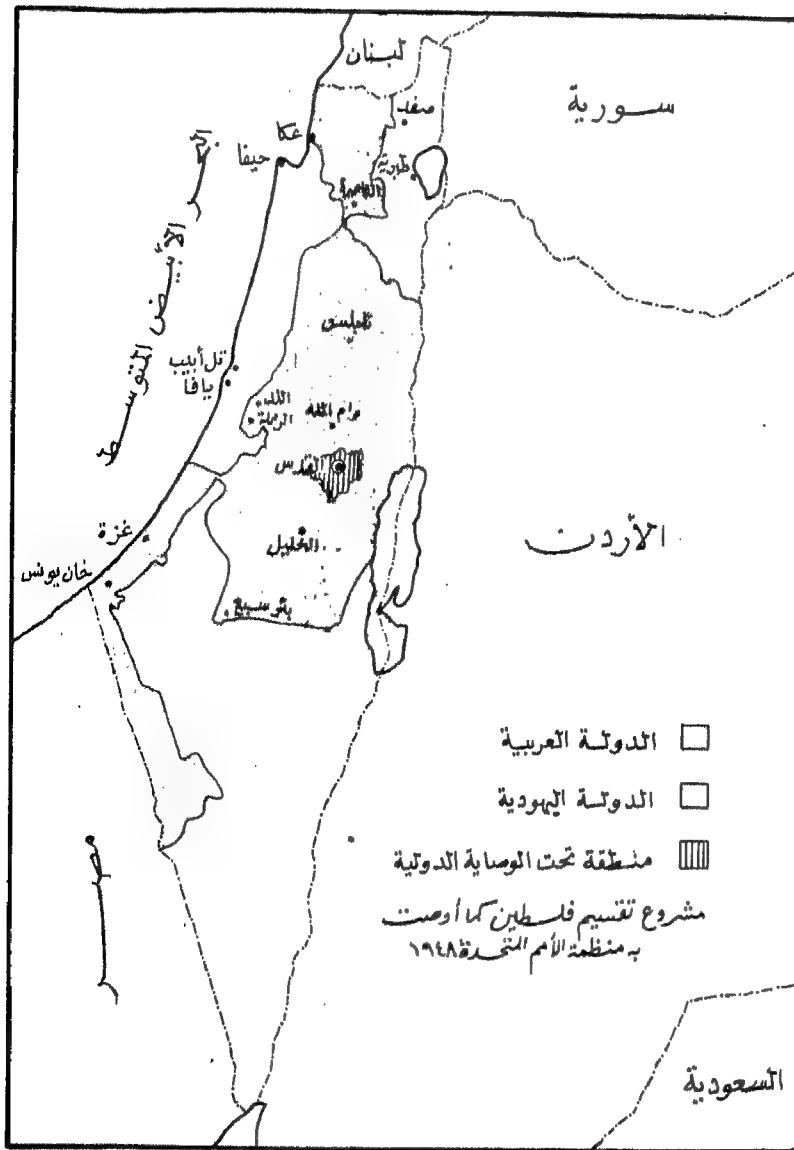 لبنان
سورية
صفد
عكا
حيفا
طبرية
الناصرة
البحر الأبيض المتوسط
نابلس
تل أبيب
يافا
اللد
الرملة
رام الله
القدس
غزة
الخليل
خان يونس
بئر سبع
الأردن
مصر
الدولة العربية
الدولة اليهودية
منطقة تحت الوصاية الدولية
مشروع تقسيم فلسطين كما أوصت
به منظمة الأمم المتحدة ١٩٤٨
السعودية